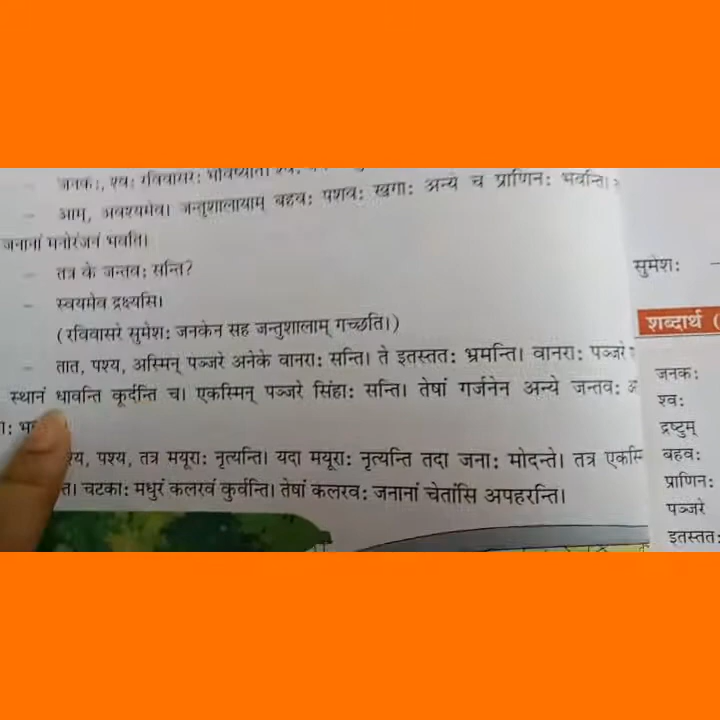 जनकः, श्वः रविवासरः भविष्यति।
– आम्, अवश्यमेव। जन्तुशालायाम् बहवः पशवः खगाः अन्ये च प्राणिनः भवन्ति।
जनानां मनोरंजनं भवति।
– तत्र के जन्तवः सन्ति?
– स्वयमेव द्रक्ष्यसि।
(रविवासरे सुमेशः जनकेन सह जन्तुशालाम् गच्छति।)
– तात, पश्य, अस्मिन् पञ्जरे अनेके वानराः सन्ति। ते इतस्ततः भ्रमन्ति। वानराः पञ्जरे
स्थानं धावन्ति कूर्दन्ति च। एकस्मिन् पञ्जरे सिंहाः सन्ति। तेषां गर्जनेन अन्ये जन्तवः
पश्य, तत्र मयूराः नृत्यन्ति। यदा मयूराः नृत्यन्ति तदा जनाः मोदन्ते। तत्र
चटकाः मधुरं कलरवं कुर्वन्ति। तेषां कलरवः जनानां चेतांसि अपहरन्ति।
सुमेशः –
शब्दार्थ (
जनकः
श्वः
द्रष्टुम्
बहवः
प्राणिनः
पञ्जरे
इतस्ततः